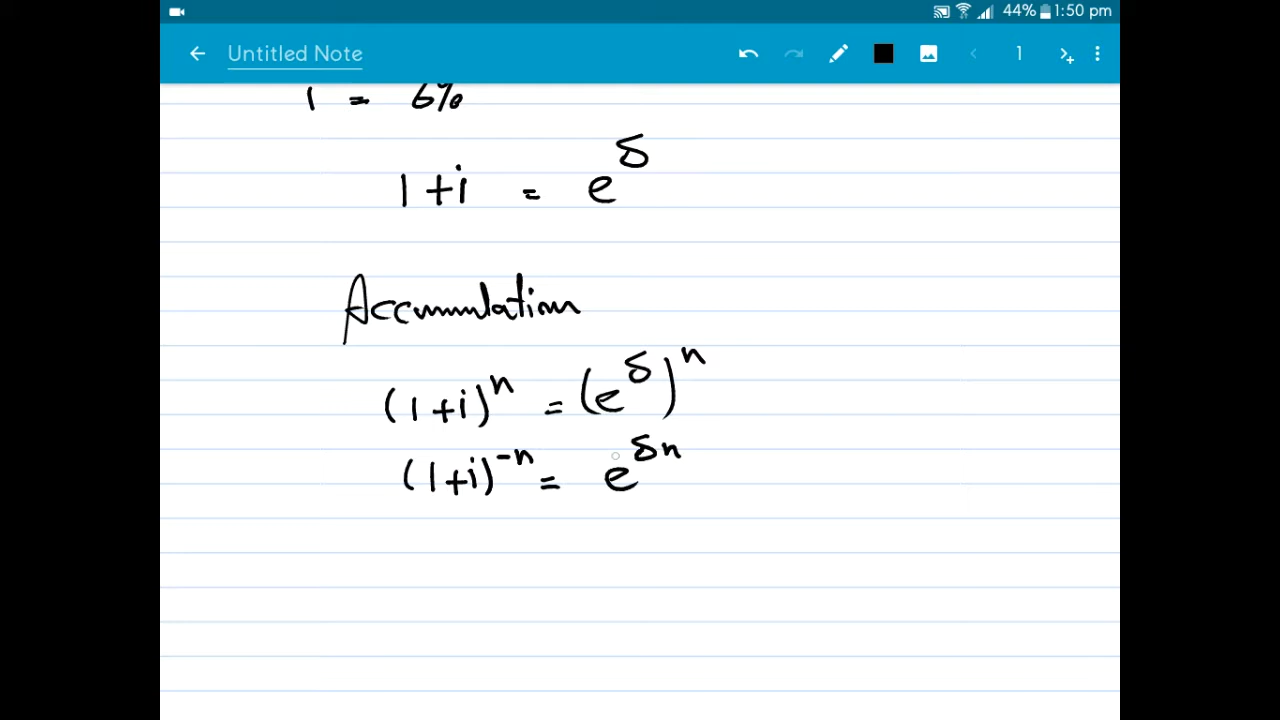 44% 1:50 pm
Untitled Note 1
i = 6%
1+i = e^δ
Accumulation
(1+i)^n = (e^δ)^n
(1+i)^-n = e^δn